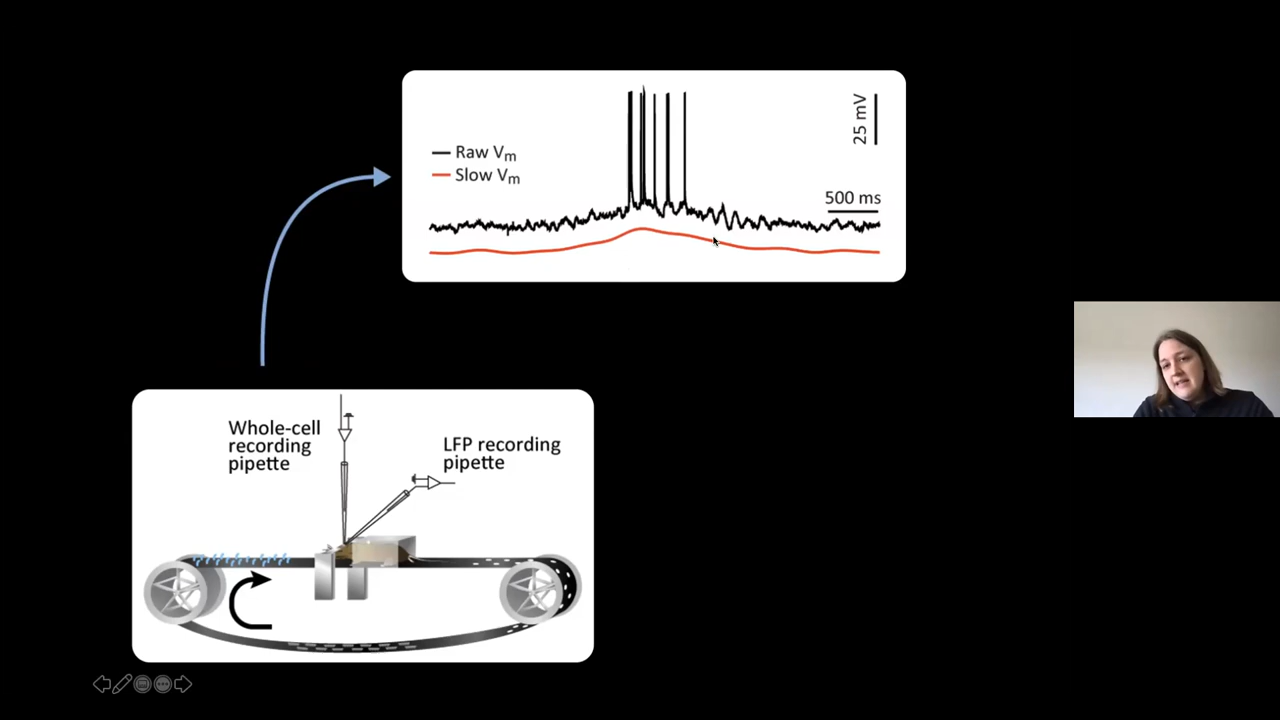 25 mV
Raw Vm
Slow Vm
500 ms
Whole-cell
recording
pipette
LFP recording
pipette